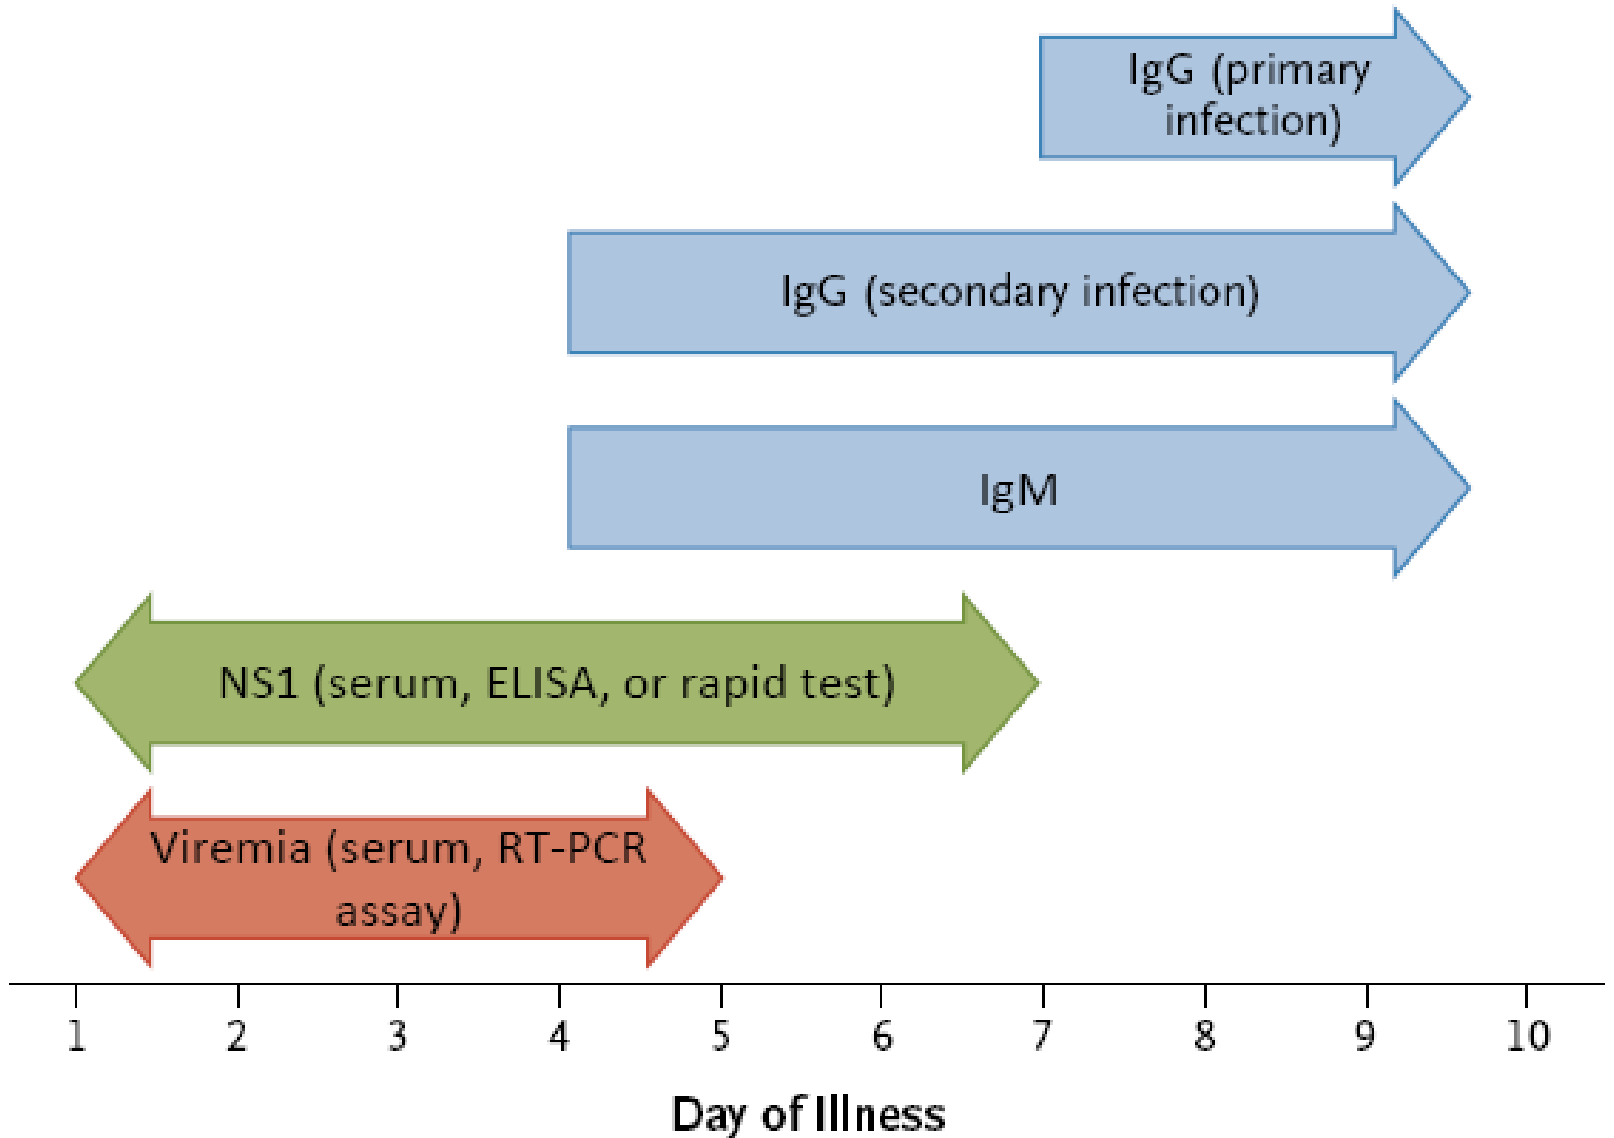 IgG (primary
infection)
IgG (secondary infection)
IgM
NS1 (serum, ELISA, or rapid test)
Viremia (serum, RT-PCR
assay)
1 2 3 4 5 6 7 8 9 10
Day of Illness